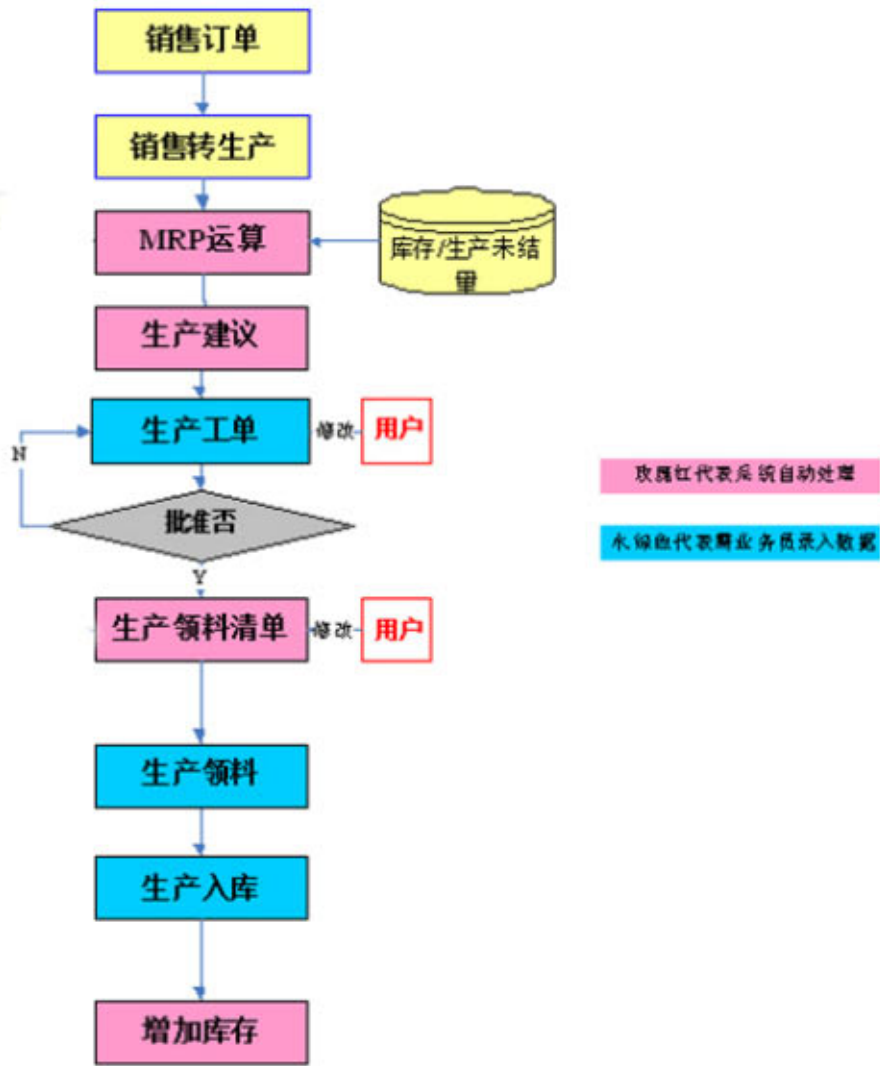 销售订单
销售转生产
MRP运算
库存/生产未结
量
生产建议
生产工单
修改
用户
N
批准否
玫瑰红代表系统自动处理
水绿色代表需业务员录入数据
Y
生产领料清单
修改
用户
生产领料
生产入库
增加库存